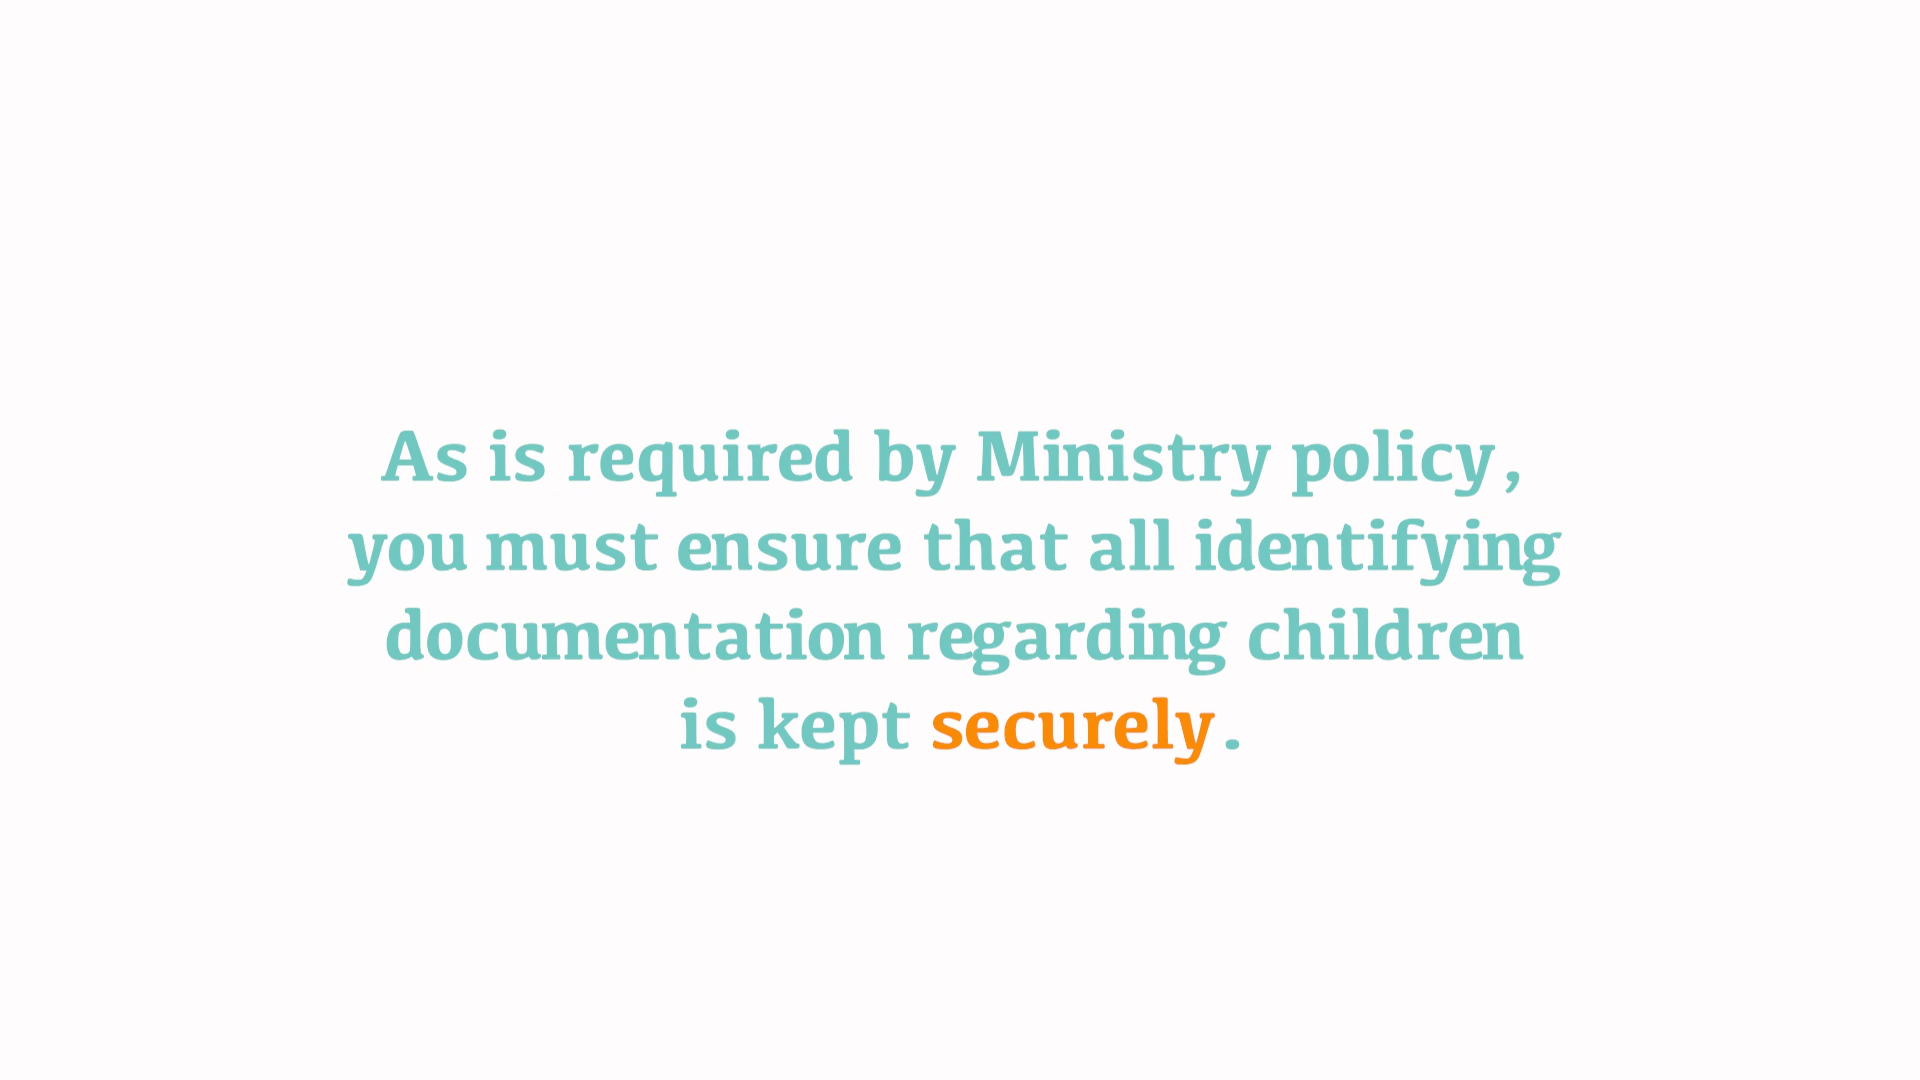 As is required by Ministry policy,
you must ensure that all identifying
documentation regarding children
is kept securely.